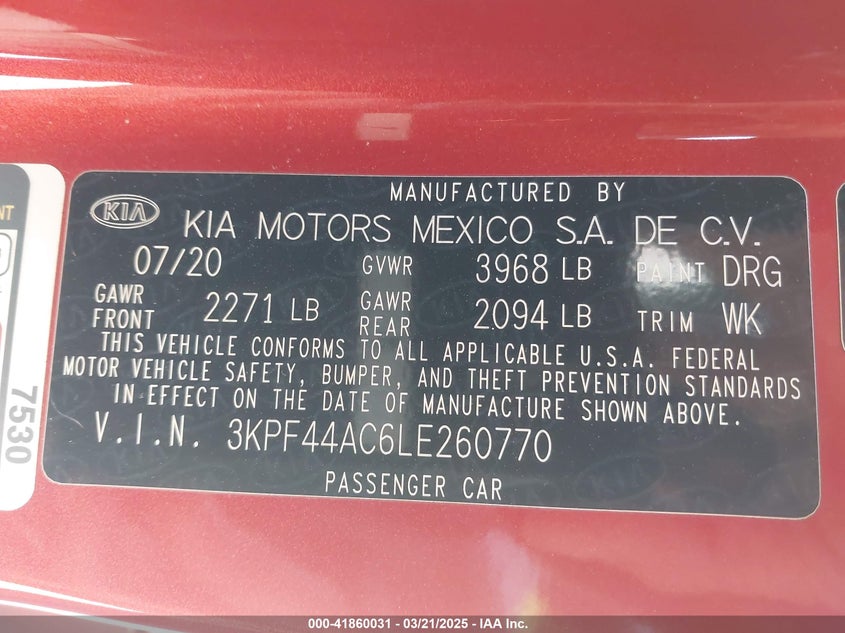 MANUFACTURED BY
KIA KIA MOTORS MEXICO S.A. DE C.V.
07/20 GVWR 3968 LB PAINT DRG
GAWR FRONT 2271 LB GAWR REAR 2094 LB TRIM WK
THIS VEHICLE CONFORMS TO ALL APPLICABLE U.S.A. FEDERAL
MOTOR VEHICLE SAFETY, BUMPER, AND THEFT PREVENTION STANDARDS
IN EFFECT ON THE DATE OF MANUFACTURE SHOWN ABOVE.
V.I.N. 3KPF44AC6LE260770
PASSENGER CAR
7530
000-41860031 - 03/21/2025 - IAA Inc.